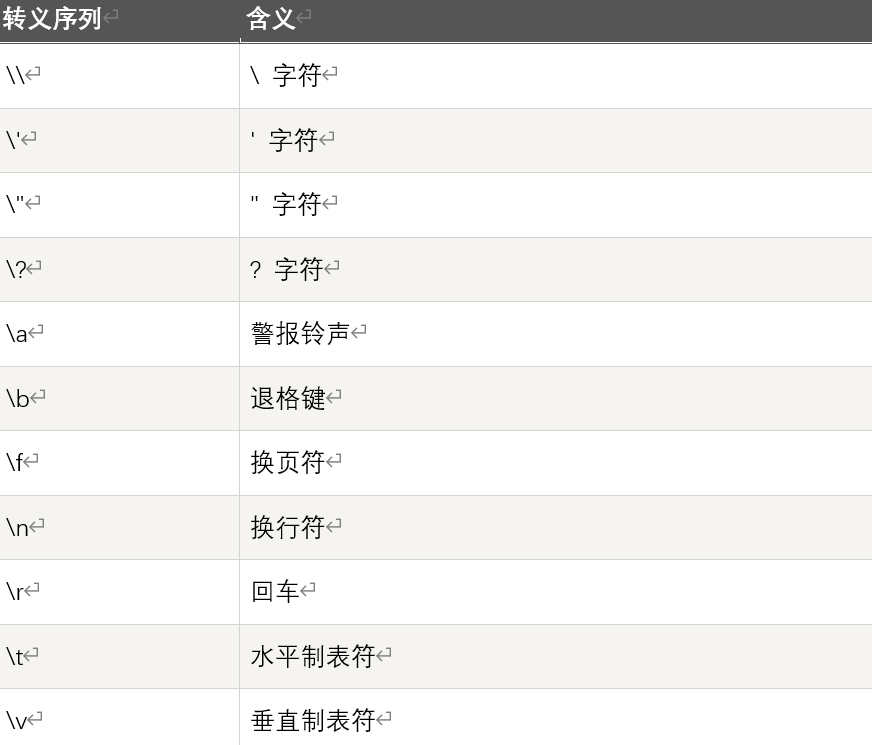 转义序列 含义
\\ \ 字符
\' ' 字符
\" " 字符
\? ? 字符
\a 警报铃声
\b 退格键
\f 换页符
\n 换行符
\r 回车
\t 水平制表符
\v 垂直制表符